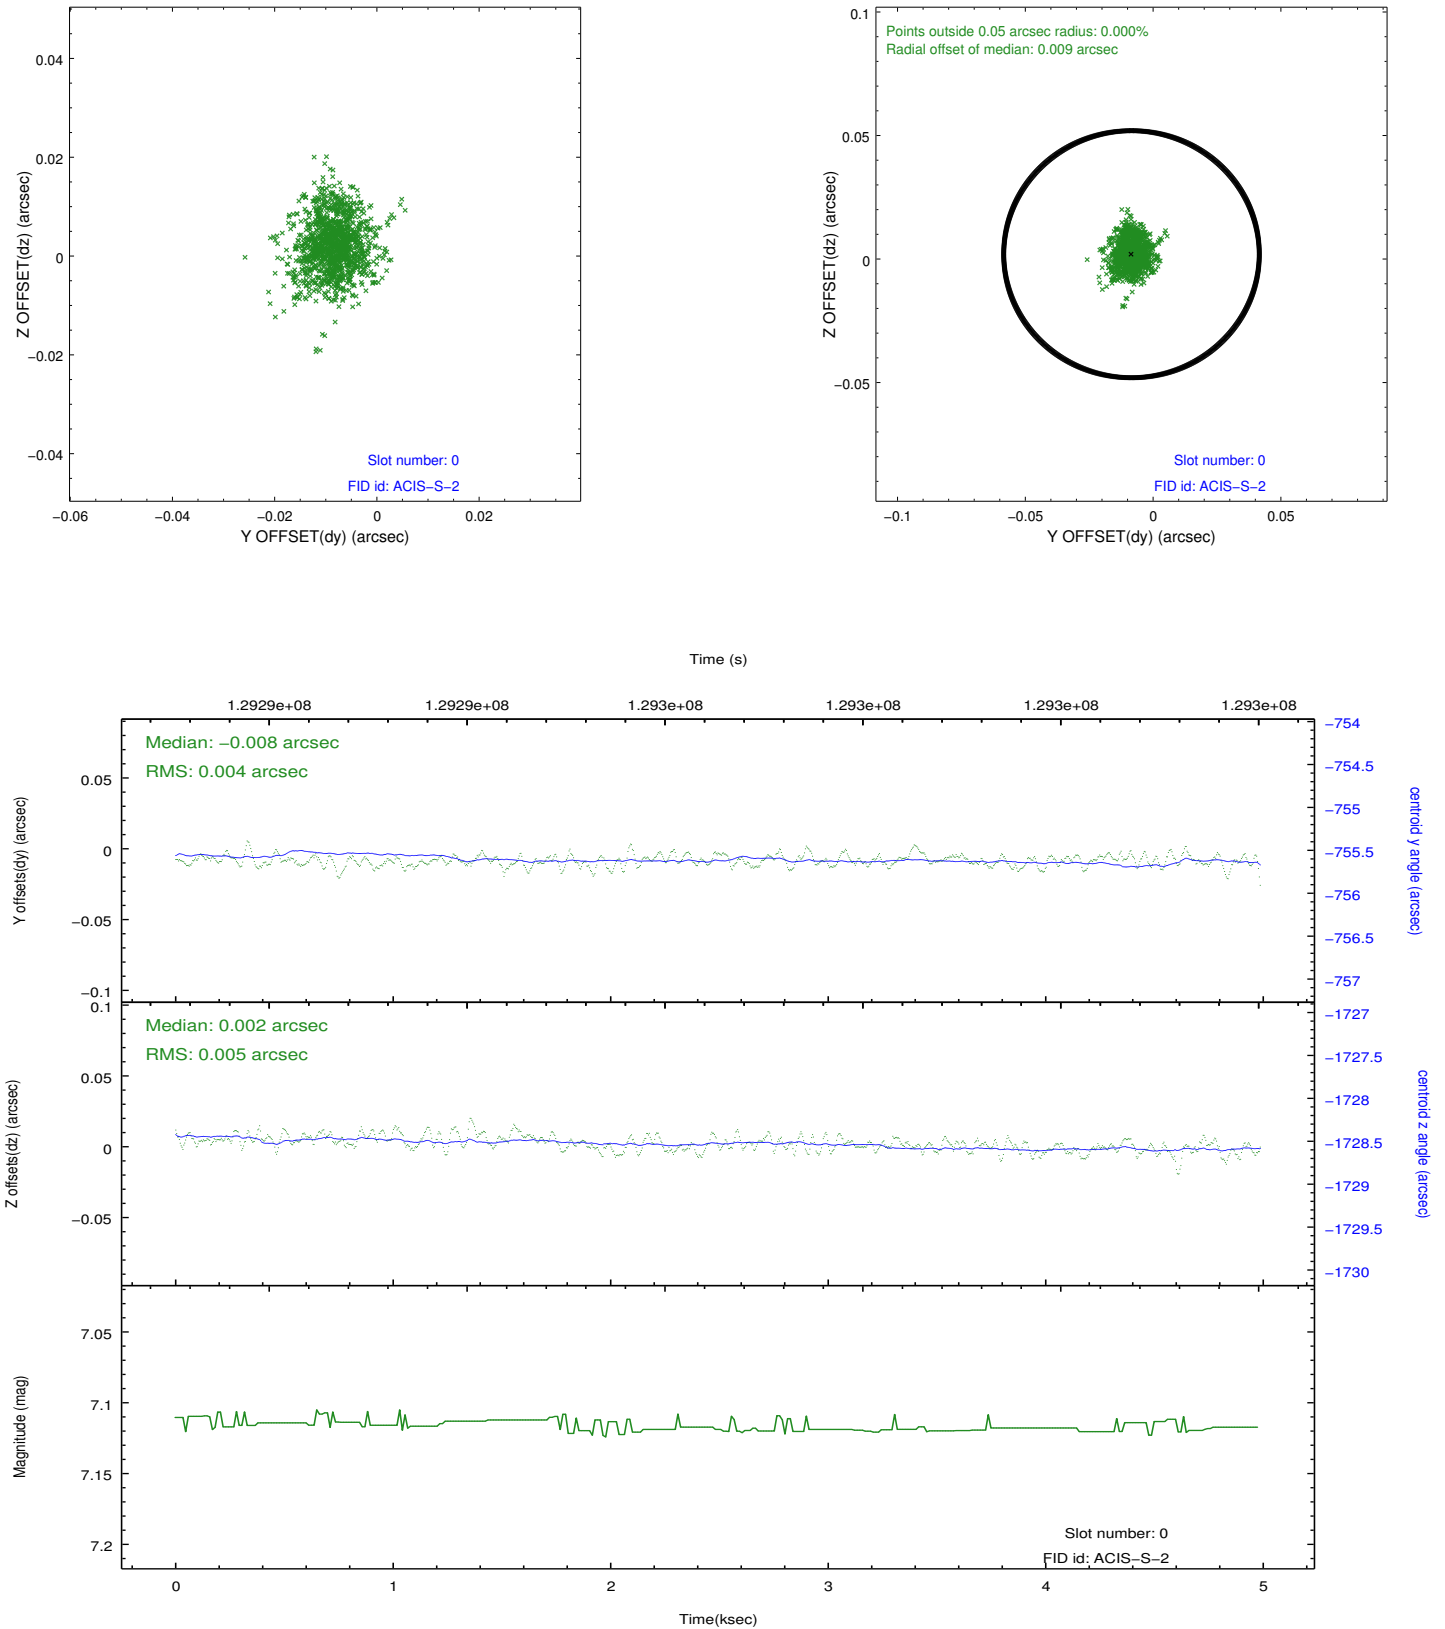 0.04
0.02
0
−0.02
−0.04
Z OFFSET(dz) (arcsec)
Slot number: 0
FID id: ACIS−S−2
−0.06
−0.04
−0.02
0
0.02
Y OFFSET(dy) (arcsec)
Points outside 0.05 arcsec radius: 0.000%
Radial offset of median: 0.009 arcsec
0.1
0.05
0
−0.05
Z OFFSET(dz) (arcsec)
Slot number: 0
FID id: ACIS−S−2
−0.1
−0.05
0
0.05
Y OFFSET(dy) (arcsec)
Time (s)
1.2929e+08
1.2929e+08
1.293e+08
1.293e+08
1.293e+08
1.293e+08
Median: −0.008 arcsec
RMS: 0.004 arcsec
0.05
0
−0.05
−0.1
Y offsets(dy) (arcsec)
−754
−754.5
−755
−755.5
−756
−756.5
−757
centroid y angle (arcsec)
Median: 0.002 arcsec
RMS: 0.005 arcsec
0.1
0.05
0
−0.05
Z offsets(dz) (arcsec)
−1727
−1727.5
−1728
−1728.5
−1729
−1729.5
−1730
centroid z angle (arcsec)
7.05
7.1
7.15
7.2
Magnitude (mag)
Slot number: 0
FID id: ACIS−S−2
0
1
2
3
4
5
Time(ksec)